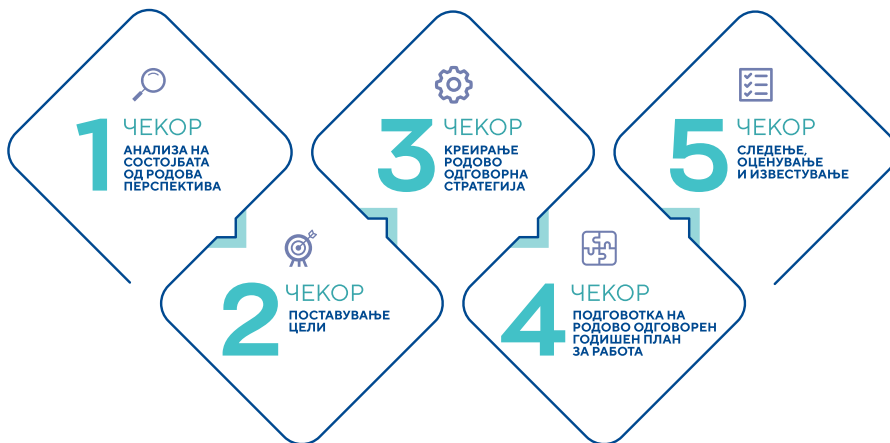 1 ЧЕКОР
АНАЛИЗА НА
СОСТОЈБАТА
ОД РОДОВА
ПЕРСПЕКТИВА
2 ЧЕКОР
ПОСТАВУВАЊЕ
ЦЕЛИ
3 ЧЕКОР
КРЕИРАЊЕ
РОДОВО
ОДГОВОРНА
СТРАТЕГИЈА
4 ЧЕКОР
ПОДГОВОТКА НА
РОДОВО ОДГОВОРЕН
ГОДИШЕН ПЛАН
ЗА РАБОТА
5 ЧЕКОР
СЛЕДЕЊЕ,
ОЦЕНУВАЊЕ
И ИЗВЕСТУВАЊЕ